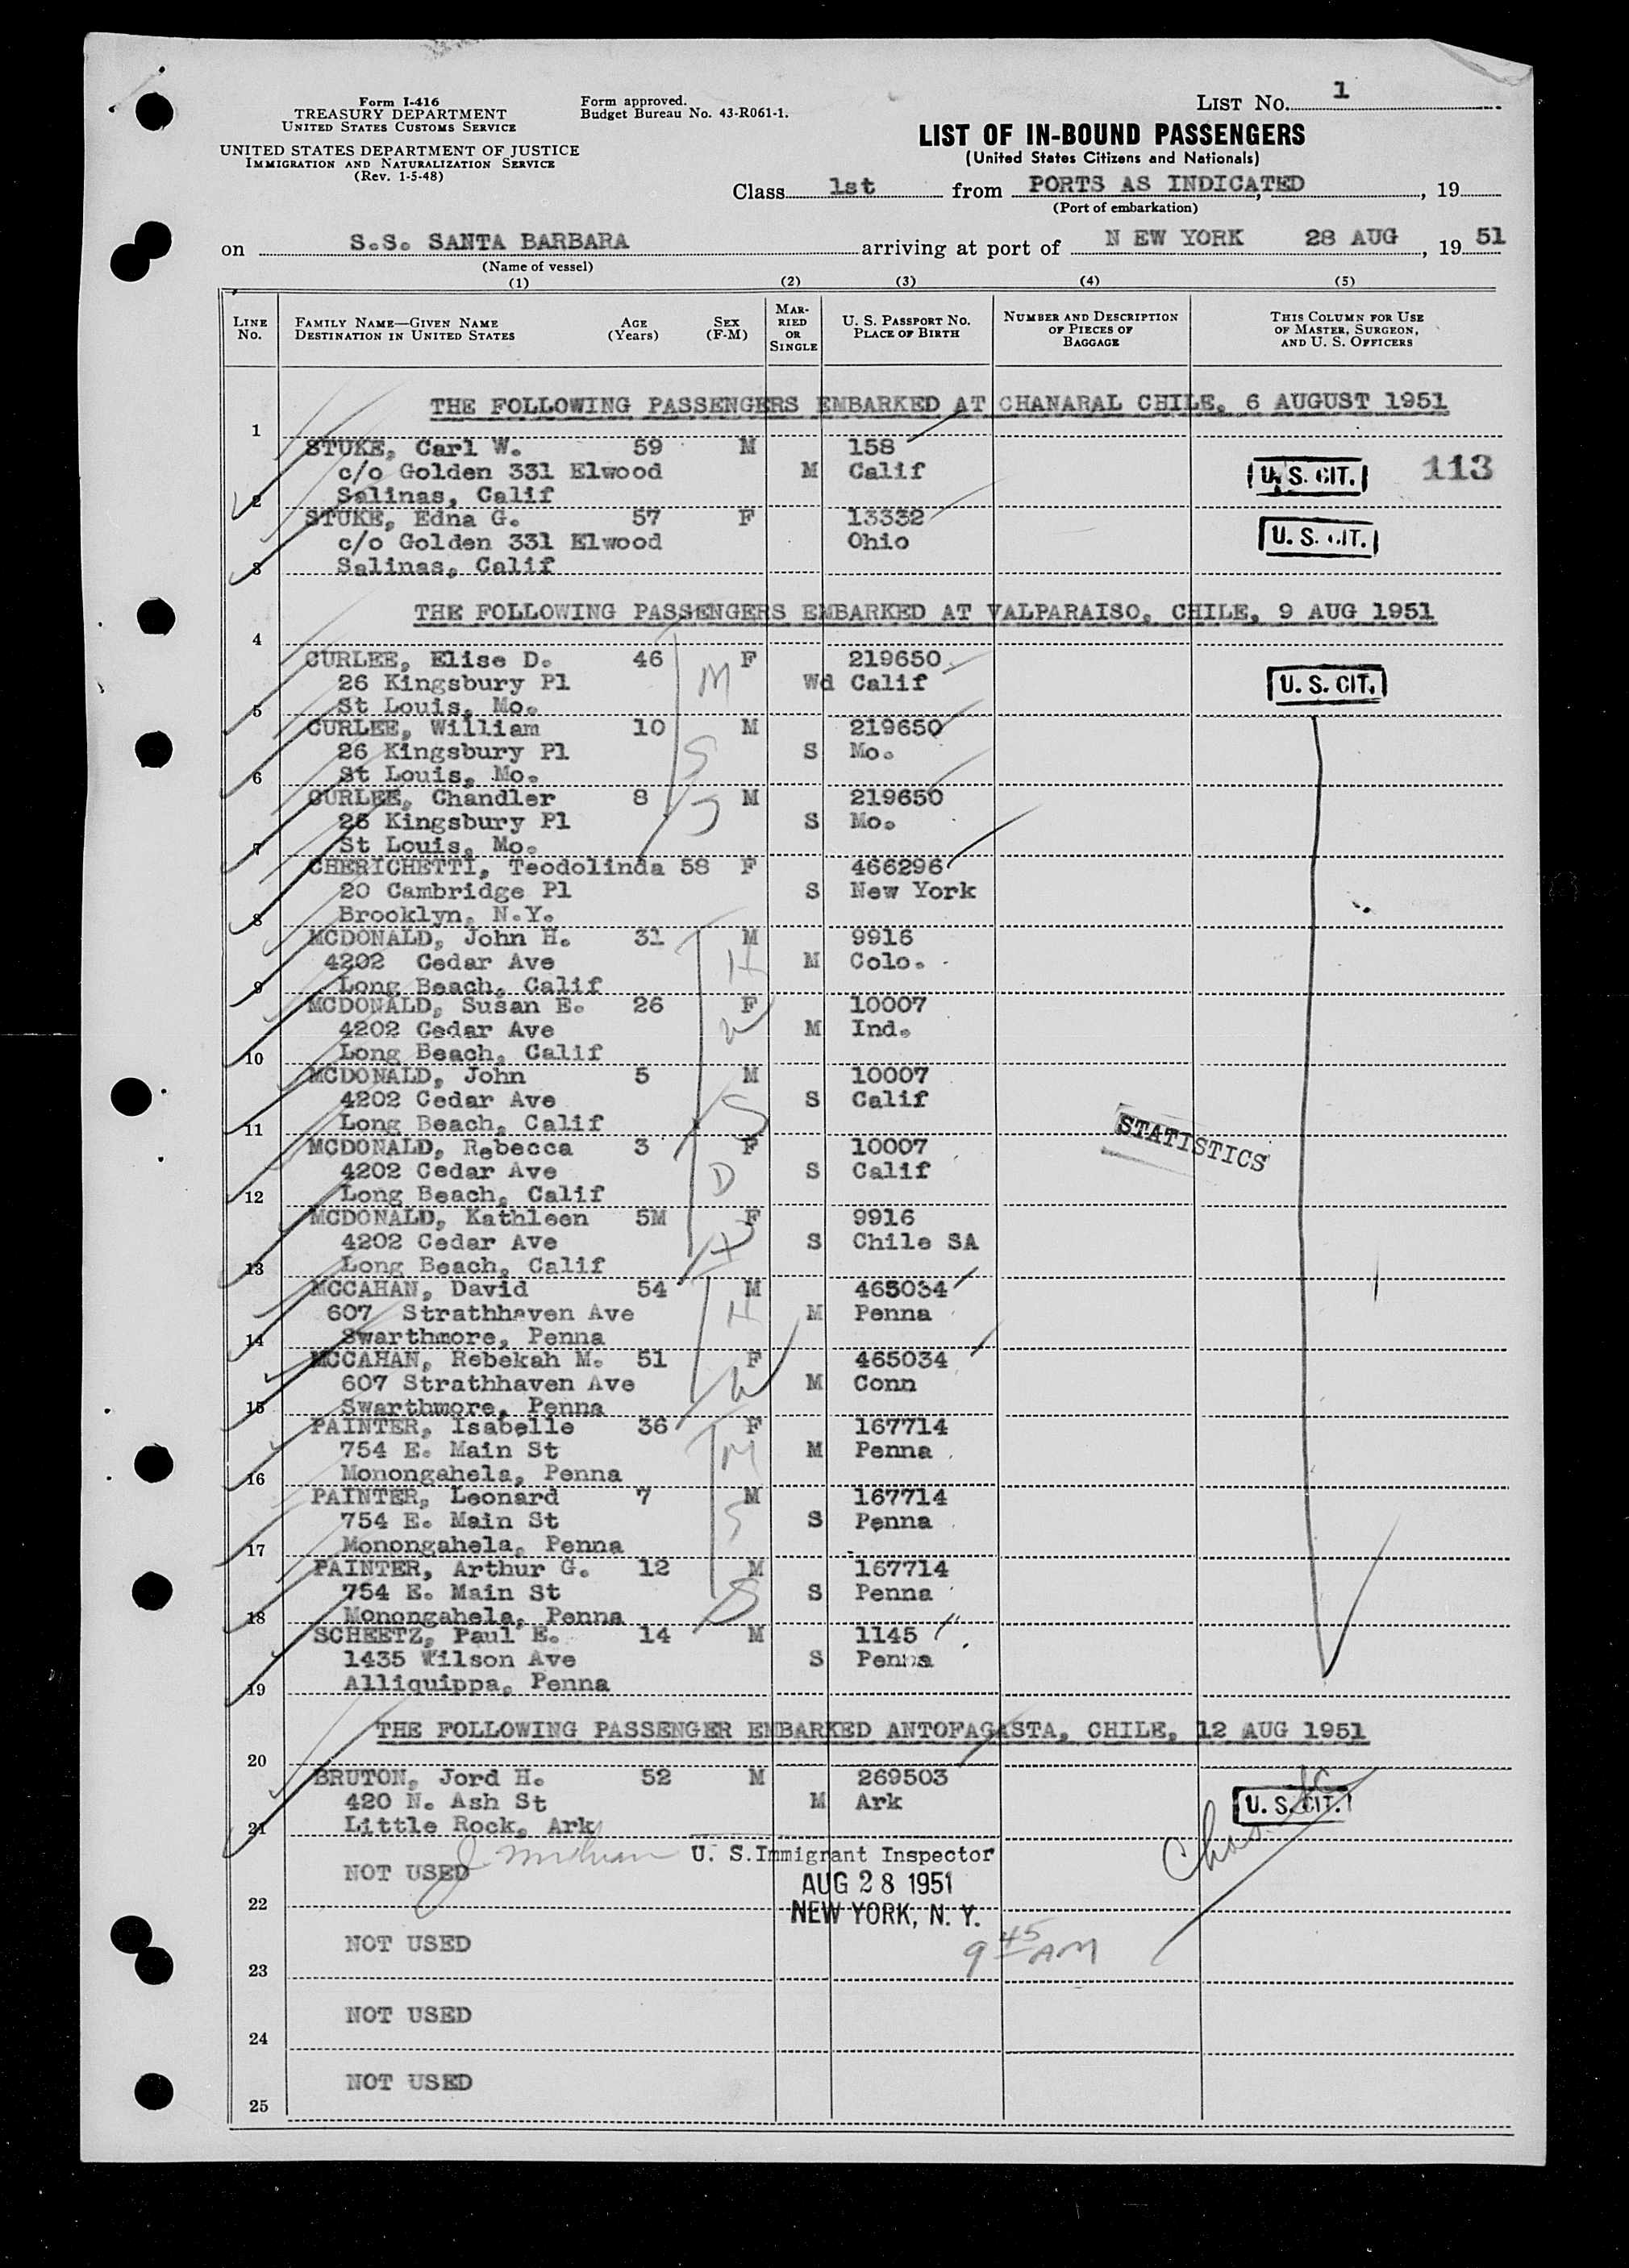 Form I-416
TREASURY DEPARTMENT
UNITED STATES CUSTOMS SERVICE
UNITED STATES DEPARTMENT OF JUSTICE
IMMIGRATION AND NATURALIZATION SERVICE
(Rev. 1-5-48)
Form approved.
Budget Bureau No. 43-R061-1.
LIST NO. 1
LIST OF IN-BOUND PASSENGERS
(United States Citizens and Nationals)
Class 1st from PORTS AS INDICATED, , 19
(Port of embarkation)
on S.S. SANTA BARBARA arriving at port of N EW YORK 28 AUG , 19 51
(Name of vessel)
(1) (2) (3) (4) (5)
LINE NO. FAMILY NAME—GIVEN NAME DESTINATION IN UNITED STATES AGE (Years) SEX (F-M) MARRIED OR SINGLE U. S. PASSPORT NO. PLACE OF BIRTH NUMBER AND DESCRIPTION OF PIECES OF BAGGAGE THIS COLUMN FOR USE OF MASTER, SURGEON, AND U. S. OFFICERS
THE FOLLOWING PASSENGERS EMBARKED AT CHANARAL CHILE, 6 AUGUST 1951
1
STUKE, Carl W. 59 M 158
c/o Golden 331 Elwood M Calif U. S. CIT. 113
2 Salinas, Calif
STUKE, Edna G. 57 F 13332
c/o Golden 331 Elwood Ohio U. S. CIT.
3 Salinas, Calif
THE FOLLOWING PASSENGERS EMBARKED AT VALPARAISO, CHILE, 9 AUG 1951
4
CURLEE, Elise D. 46 F 219650
26 Kingsbury Pl M Wd Calif U. S. CIT.
5 St Louis, Mo.
CURLEE, William 10 M 219650
26 Kingsbury Pl S S Mo.
6 St Louis, Mo.
CURLEE, Chandler 8 M 219650
26 Kingsbury Pl S Mo.
7 St Louis, Mo.
CHERICHETTI, Teodolinda 58 F 466296
20 Cambridge Pl S New York
8 Brooklyn, N.Y.
MCDONALD, John H. 31 M 9916
4202 Cedar Ave H M Colo.
9 Long Beach, Calif
MCDONALD, Susan E. 26 F 10007
4202 Cedar Ave W M Ind.
10 Long Beach, Calif
MCDONALD, John 5 M 10007
4202 Cedar Ave S S Calif
11 Long Beach, Calif
STATISTICS
MCDONALD, Rebecca 3 F 10007
4202 Cedar Ave D S Calif
12 Long Beach, Calif
MCDONALD, Kathleen 5M F 9916
4202 Cedar Ave S Chile SA
13 Long Beach, Calif
MCCAHAN, David 54 M 465034
607 Strathhaven Ave H M Penna
14 Swarthmore, Penna
MCCAHAN, Rebekah M. 51 F 465034
607 Strathhaven Ave W M Conn
15 Swarthmore, Penna
PAINTER, Isabelle 36 F 167714
754 E. Main St M M Penna
16 Monongahela, Penna
PAINTER, Leonard 7 M 167714
754 E. Main St S S Penna
17 Monongahela, Penna
PAINTER, Arthur G. 12 M 167714
754 E. Main St S S Penna
18 Monongahela, Penna
SCHEETZ, Paul E. 14 M 1145
1435 Wilson Ave S Penna
19 Alliquippa, Penna
THE FOLLOWING PASSENGER EMBARKED ANTOFAGASTA, CHILE, 12 AUG 1951
20
BRUTON, Jord H. 52 M 269503
420 N. Ash St M Ark U. S. CIT.
21 Little Rock, Ark
U. S. Immigrant Inspector
NOT USED AUG 28 1951
22 NEW YORK, N. Y.
NOT USED 9 45 AM
23
NOT USED
24
NOT USED
25